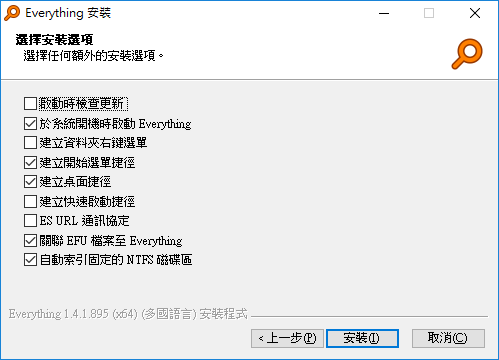 Everything 安裝
選擇安裝選項
選擇任何額外的安裝選項。
啟動時檢查更新
於系統開機時啟動 Everything
建立資料夾右鍵選單
建立開始選單捷徑
建立桌面捷徑
建立快速啟動捷徑
ES URL 通訊協定
關聯 EFU 檔案至 Everything
自動索引固定的 NTFS 磁碟區
Everything 1.4.1.895 (x64) (多國語言) 安裝程式
< 上一步(P)
安裝(I)
取消(C)